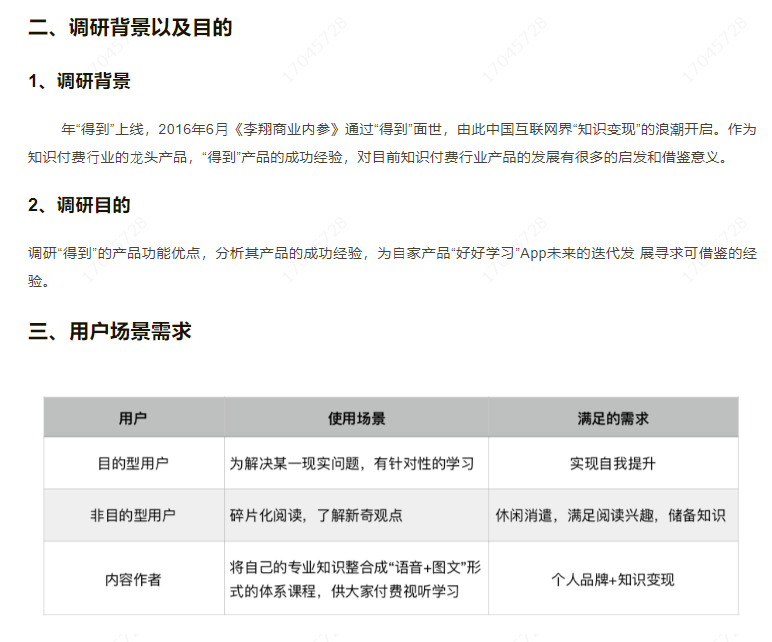 二、调研背景以及目的
1、调研背景
年“得到”上线，2016年6月《李翔商业内参》通过“得到”面世，由此中国互联网界“知识变现”的浪潮开启。作为
知识付费行业的龙头产品，“得到”产品的成功经验，对目前知识付费行业产品的发展有很多的启发和借鉴意义。
2、调研目的
调研“得到”的产品功能优点，分析其产品的成功经验，为自家产品“好好学习”App未来的迭代发 展寻求可借鉴的经
验。
三、用户场景需求
用户 使用场景 满足的需求
目的型用户 为解决某一现实问题，有针对性的学习 实现自我提升
非目的型用户 碎片化阅读，了解新奇观点 休闲消遣，满足阅读兴趣，储备知识
内容作者 将自己的专业知识整合成“语音+图文”形 个人品牌+知识变现
式的体系课程，供大家付费视听学习
17045728
17045728
17045728
17045728
17045728
17045728
17045728
17045728